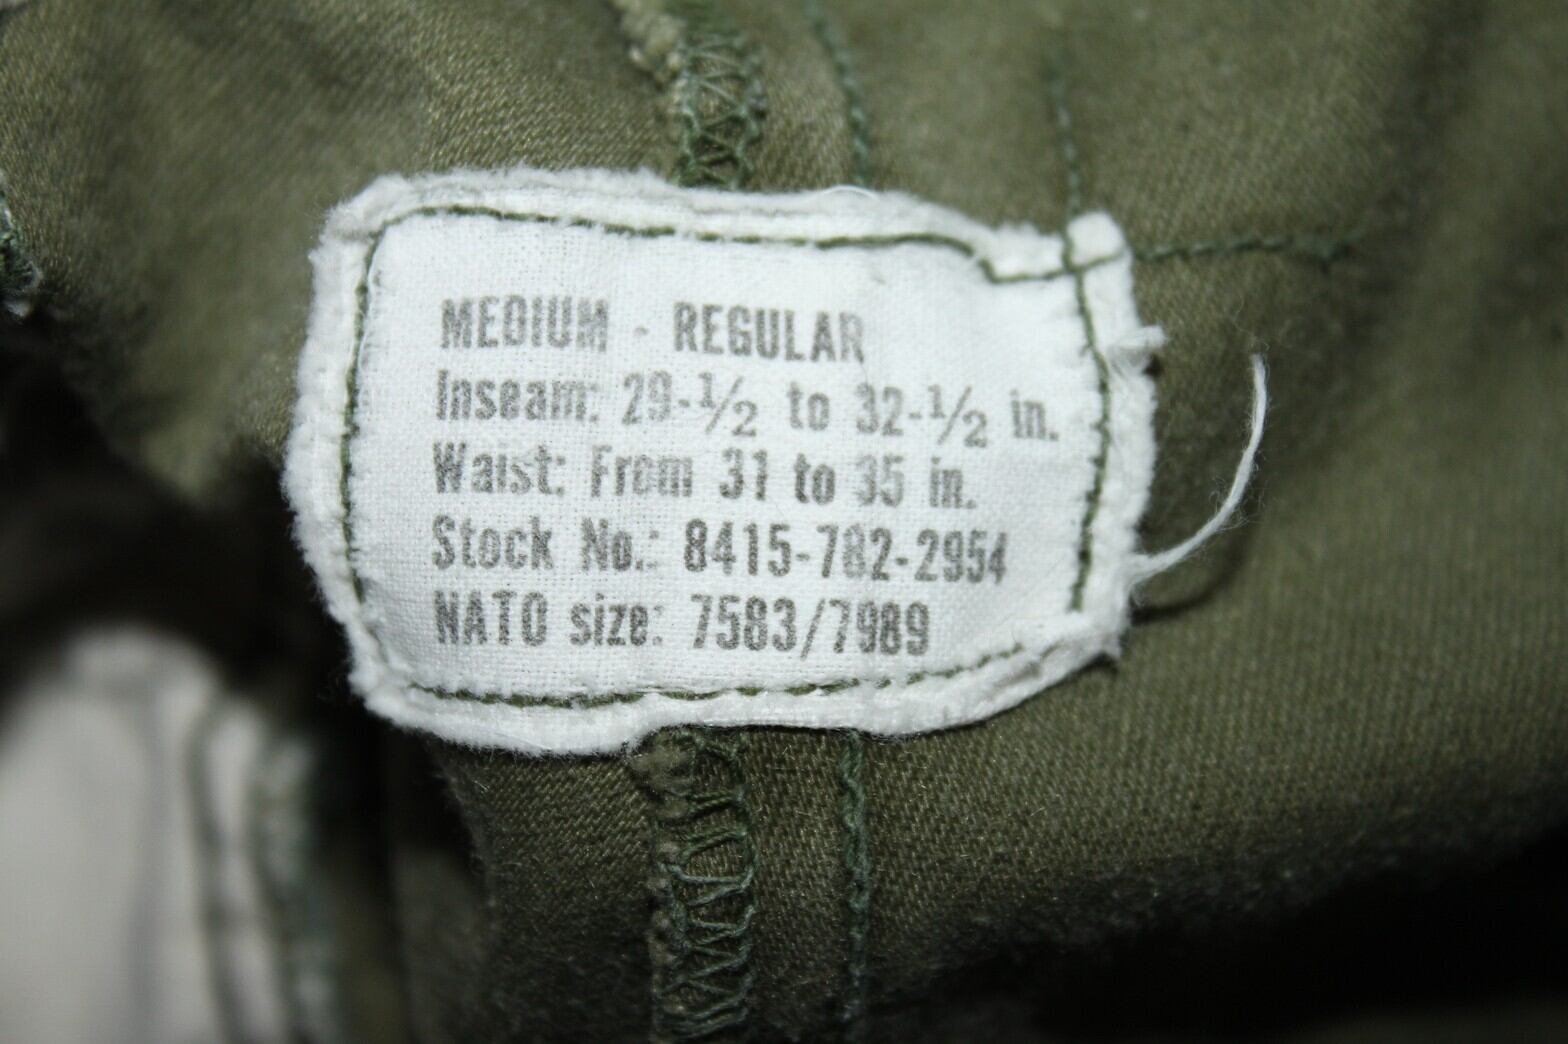 MEDIUM - REGULAR
Inseam: 29-1/2 to 32-1/2 in.
Waist: From 31 to 35 in.
Stock No.: 8415-782-2954
NATO size: 7583/7989